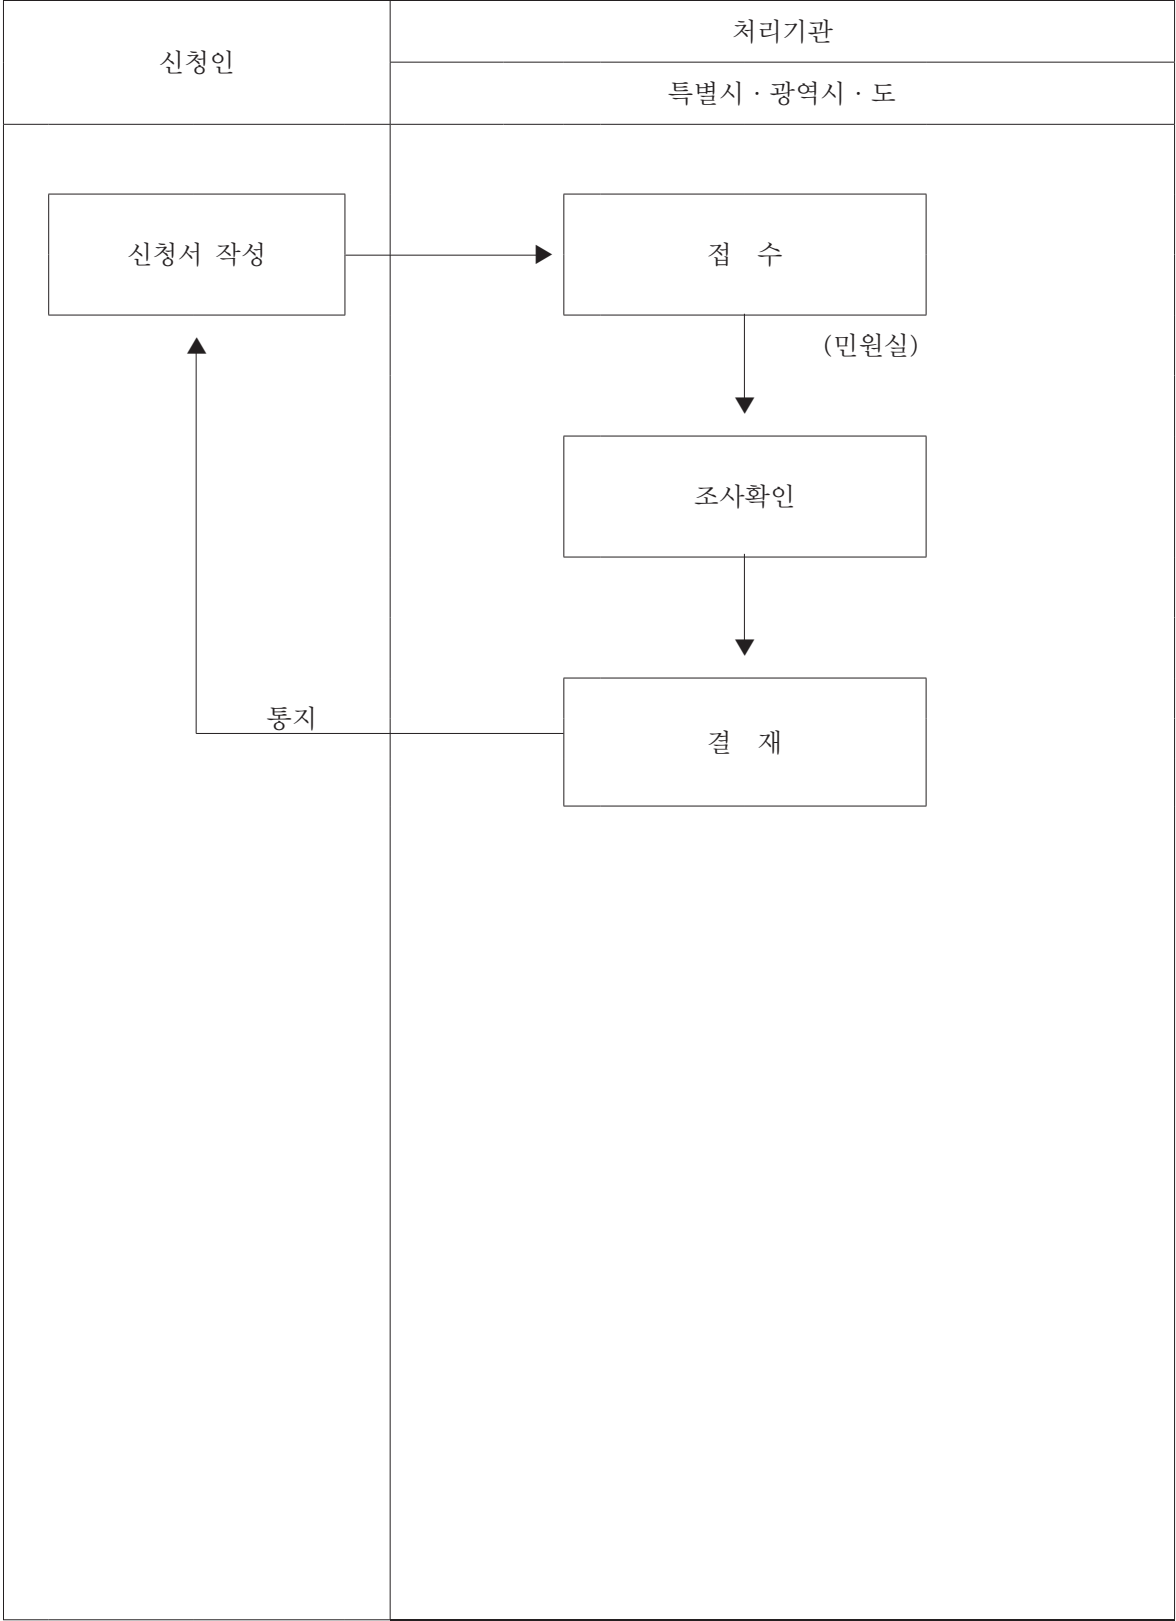 신청인
처리기관
특별시 · 광역시 · 도
신청서 작성
접 수
(민원실)
조사확인
통지
결 재